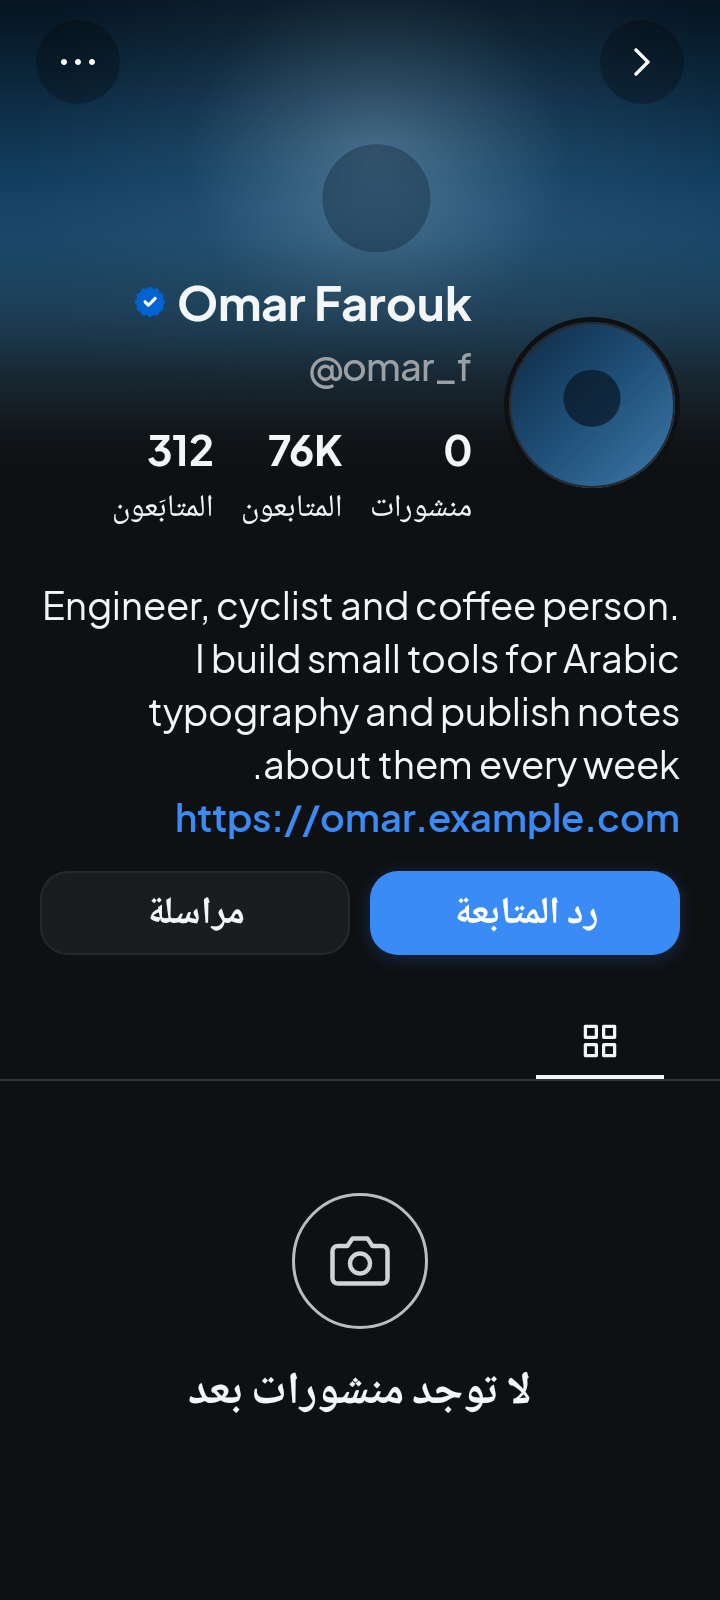 Omar Farouk
@omar_f
0 76K 312
منشورات المتابعون المتابَعون
Engineer, cyclist and coffee person.
I build small tools for Arabic
typography and publish notes
about them every week.
https://omar.example.com
رد المتابعة مراسلة
لا توجد منشورات بعد